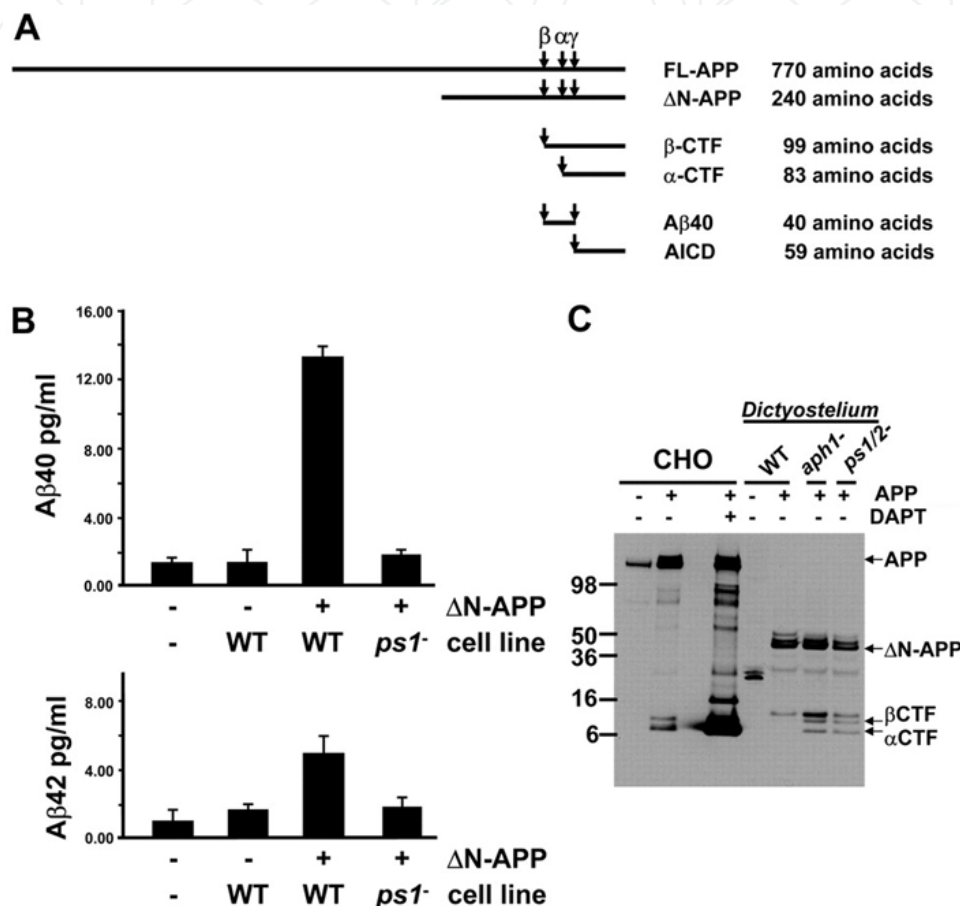 A
β αγ
FL-APP 770 amino acids
ΔN-APP 240 amino acids
β-CTF 99 amino acids
α-CTF 83 amino acids
Aβ40 40 amino acids
AICD 59 amino acids
B
Aβ40 pg/ml
16.00
12.00
8.00
4.00
0.00
- - + + ΔN-APP
- WT WT ps1- cell line
Aβ42 pg/ml
8.00
4.00
0.00
- - + + ΔN-APP
- WT WT ps1- cell line
C
Dictyostelium
CHO WT aph1- ps1/2-
- + + - + + + APP
- - + - - - - DAPT
98
50
36
16
6
APP
ΔN-APP
βCTF
αCTF